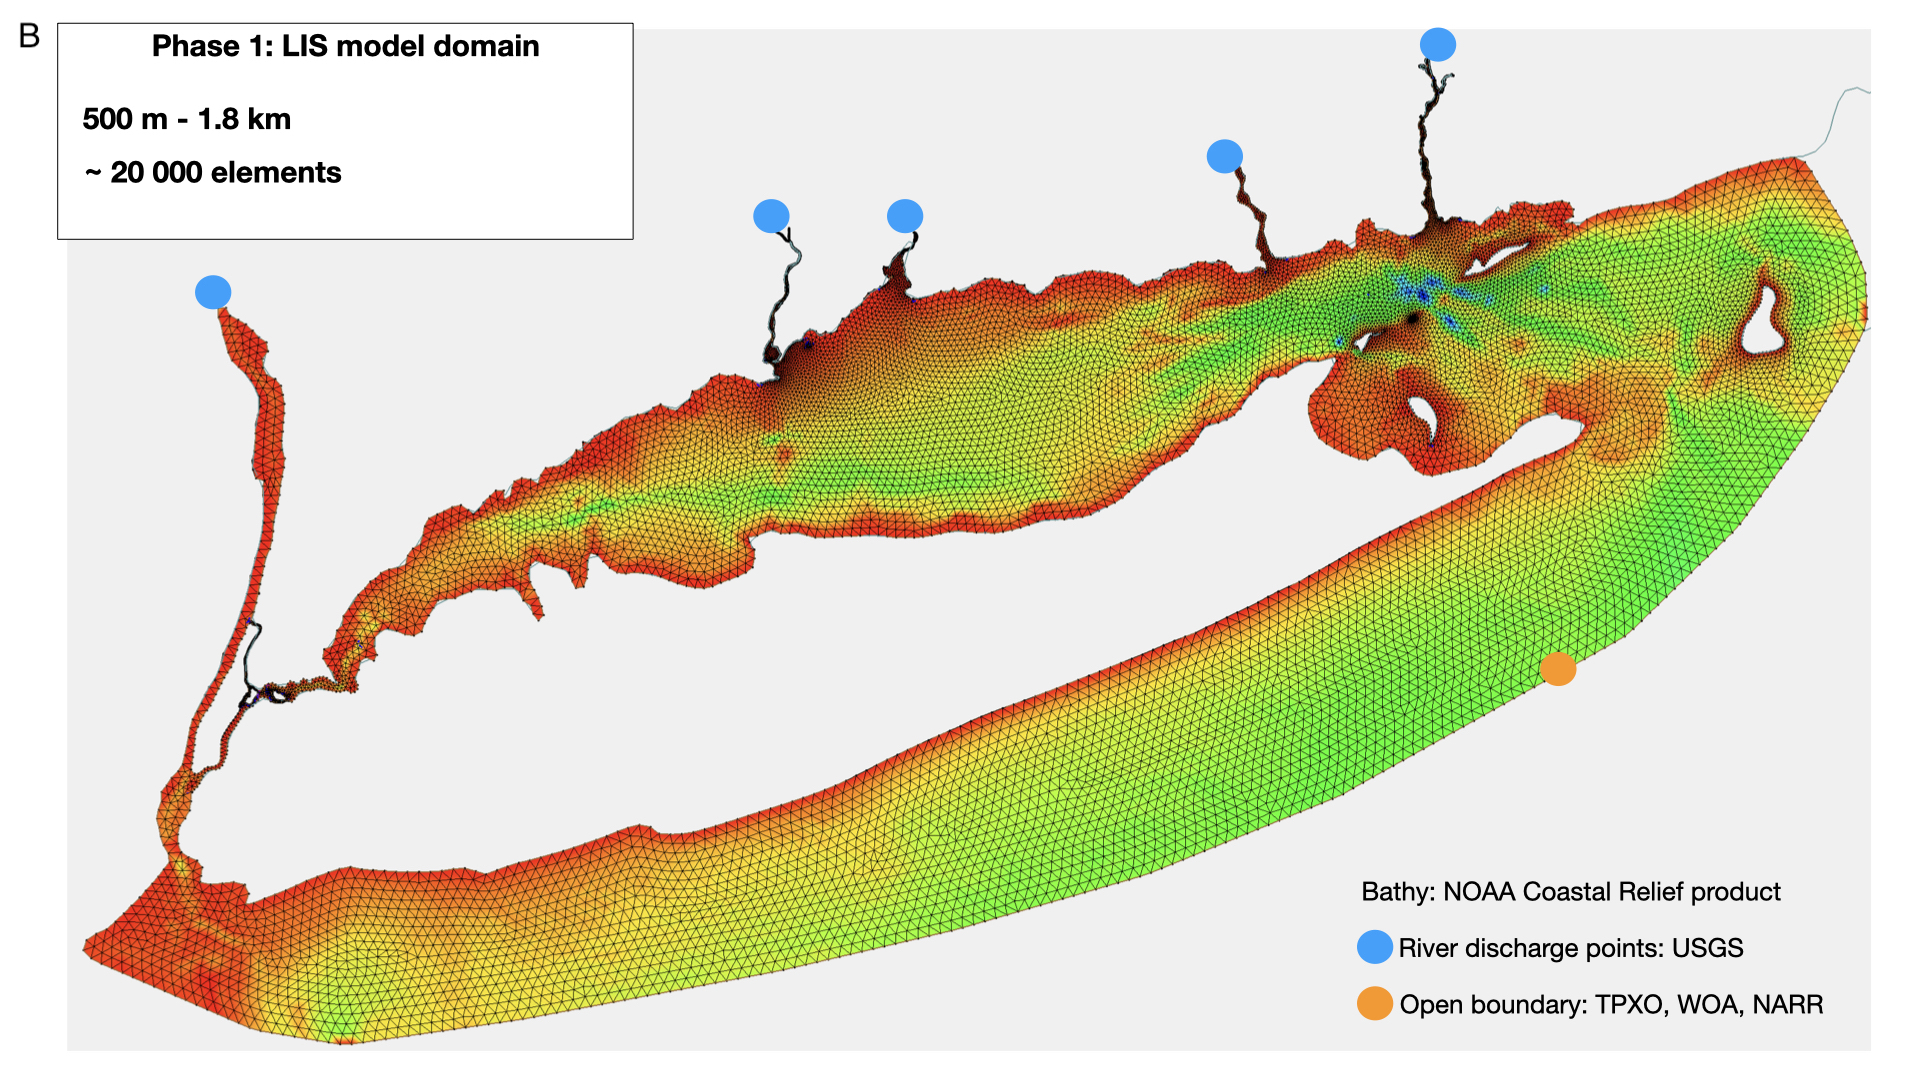 B
Phase 1: LIS model domain
500 m - 1.8 km
~ 20 000 elements
Bathy: NOAA Coastal Relief product
River discharge points: USGS
Open boundary: TPXO, WOA, NARR